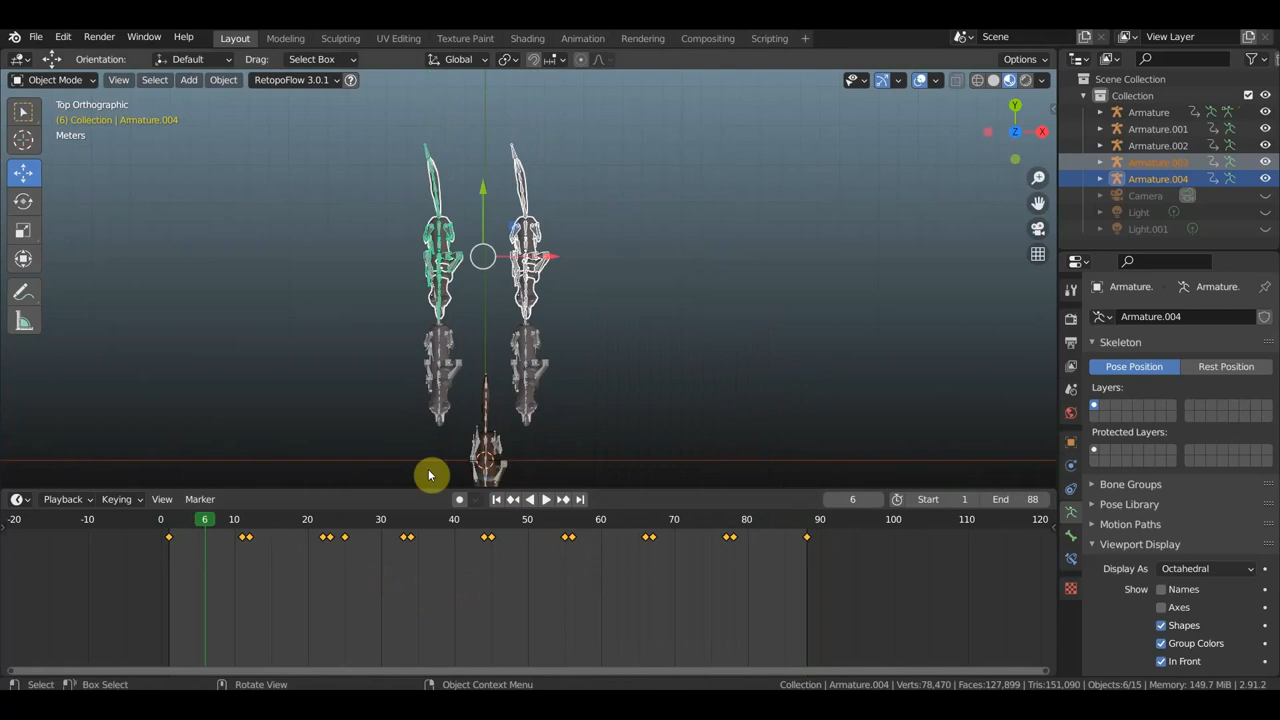 File Edit Render Window Help Layout Modeling Sculpting UV Editing Texture Paint Shading Animation Rendering Compositing Scripting + Scene View Layer
Orientation: Default Drag: Select Box Global Options
Object Mode View Select Add Object RetopoFlow 3.0.1
Scene Collection
Collection
Armature
Armature.001
Armature.002
Armature.003
Armature.004
Camera
Light
Light.001
Top Orthographic
(6) Collection | Armature.004
Meters
Y
Z
X
Armature. Armature.
Armature.004
Skeleton
Pose Position Rest Position
Layers:
Protected Layers:
Bone Groups
Pose Library
Motion Paths
Viewport Display
Display As Octahedral
Show Names
Axes
Shapes
Group Colors
In Front
Playback Keying View Marker 6 Start 1 End 88
-20 -10 0 6 10 20 30 40 50 60 70 80 90 100 110 120
Select Box Select Rotate View Object Context Menu Collection | Armature.004 | Verts:78,470 | Faces:127,899 | Tris:151,090 | Objects:6/15 | Memory: 149.7 MiB | 2.91.2